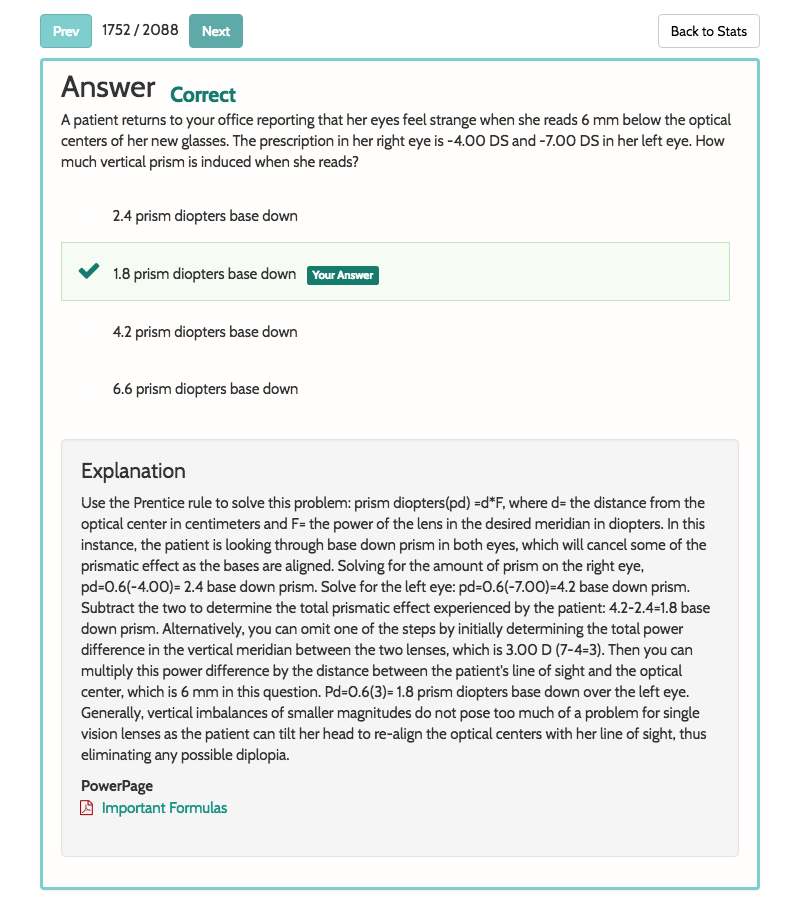 Prev 1752 / 2088 Next Back to Stats
Answer Correct
A patient returns to your office reporting that her eyes feel strange when she reads 6 mm below the optical
centers of her new glasses. The prescription in her right eye is -4.00 DS and -7.00 DS in her left eye. How
much vertical prism is induced when she reads?
2.4 prism diopters base down
1.8 prism diopters base down Your Answer
4.2 prism diopters base down
6.6 prism diopters base down
Explanation
Use the Prentice rule to solve this problem: prism diopters(pd) =d*F, where d= the distance from the
optical center in centimeters and F= the power of the lens in the desired meridian in diopters. In this
instance, the patient is looking through base down prism in both eyes, which will cancel some of the
prismatic effect as the bases are aligned. Solving for the amount of prism on the right eye,
pd=0.6(-4.00)= 2.4 base down prism. Solve for the left eye: pd=0.6(-7.00)=4.2 base down prism.
Subtract the two to determine the total prismatic effect experienced by the patient: 4.2-2.4=1.8 base
down prism. Alternatively, you can omit one of the steps by initially determining the total power
difference in the vertical meridian between the two lenses, which is 3.00 D (7-4=3). Then you can
multiply this power difference by the distance between the patient's line of sight and the optical
center, which is 6 mm in this question. Pd=0.6(3)= 1.8 prism diopters base down over the left eye.
Generally, vertical imbalances of smaller magnitudes do not pose too much of a problem for single
vision lenses as the patient can tilt her head to re-align the optical centers with her line of sight, thus
eliminating any possible diplopia.
PowerPage
Important Formulas